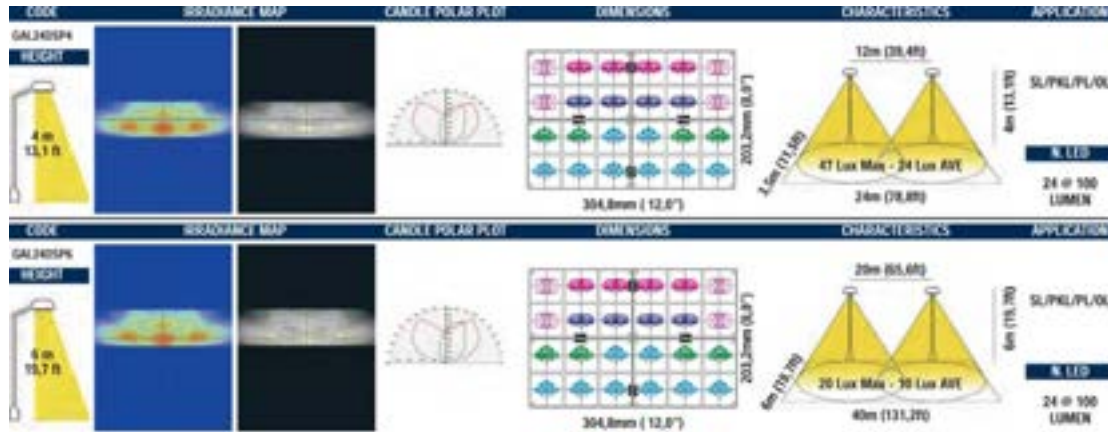 CODE IRRADIANCE MAP CANDLE POLAR PLOT DIMENSIONS CHARACTERISTICS APPLICATION
GAL24DSP4
HEIGHT
4 m
13,1 ft
203,2mm (8,0")
304,8mm ( 12,0")
12m (39,4ft)
4m (13,1ft)
3,5m (11,5ft)
47 Lux Max - 24 Lux AVE
24m (78,8ft)
SL/PKL/PL/OL
N. LED
24 @ 100
LUMEN
CODE IRRADIANCE MAP CANDLE POLAR PLOT DIMENSIONS CHARACTERISTICS APPLICATION
GAL24DSP6
HEIGHT
6 m
19,7 ft
203,2mm (8,0")
304,8mm ( 12,0")
20m (65,6ft)
6m (19,7ft)
6m (19,7ft)
20 Lux Max - 10 Lux AVE
40m (131,2ft)
SL/PKL/PL/OL
N. LED
24 @ 100
LUMEN